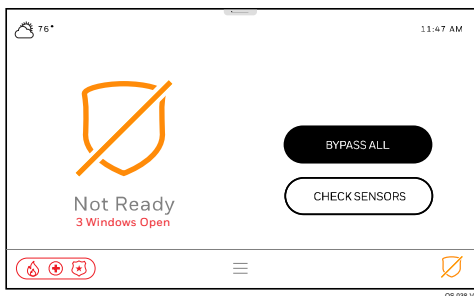 76°
11:47 AM
BYPASS ALL
Not Ready
CHECK SENSORS
3 Windows Open